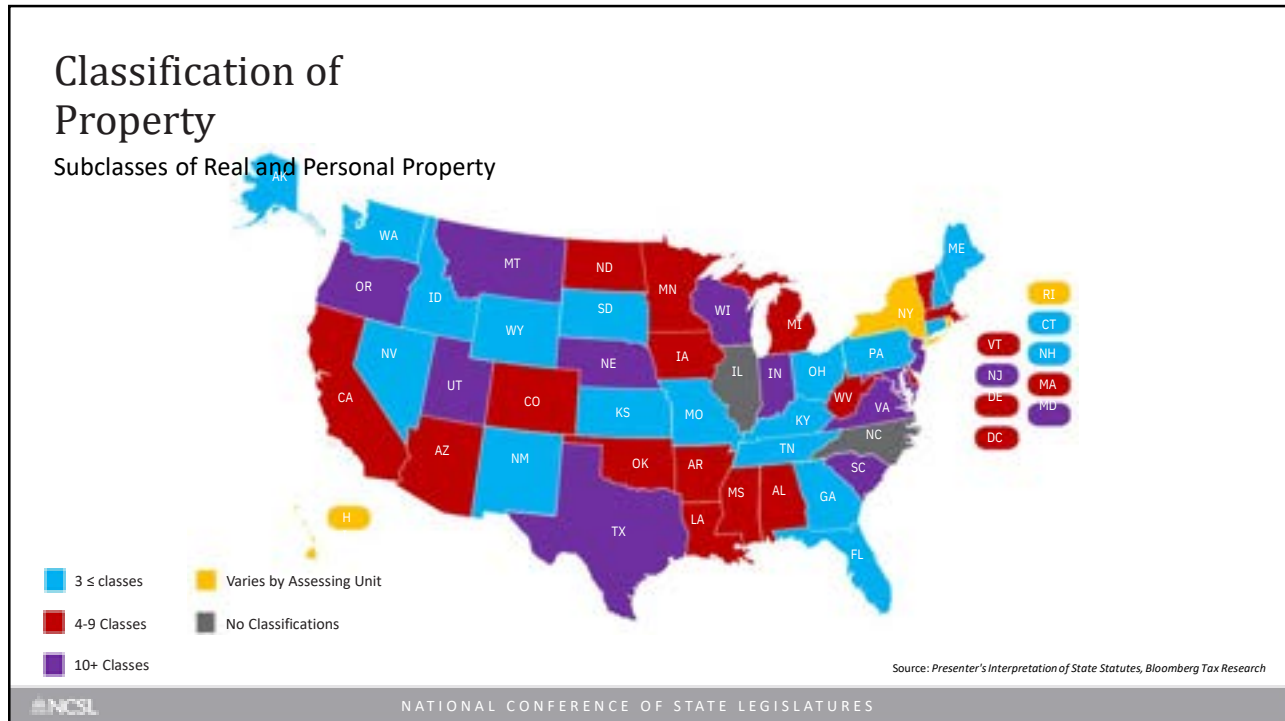 Classification of
Property
Subclasses of Real and Personal Property
AK
WA
ME
MT
ND
OR
MN
ID
WI
NY
RI
SD
MI
CT
WY
VT
NH
NV
NE
IA
PA
IL
IN
OH
NJ
MA
UT
CA
CO
WV
VA
DE
MD
KS
MO
KY
DC
NC
TN
AZ
NM
OK
AR
SC
MS
AL
GA
LA
H
TX
FL
3 ≤ classes
Varies by Assessing Unit
4-9 Classes
No Classifications
10+ Classes
Source: Presenter's Interpretation of State Statutes, Bloomberg Tax Research
NCSL
NATIONAL CONFERENCE OF STATE LEGISLATURES